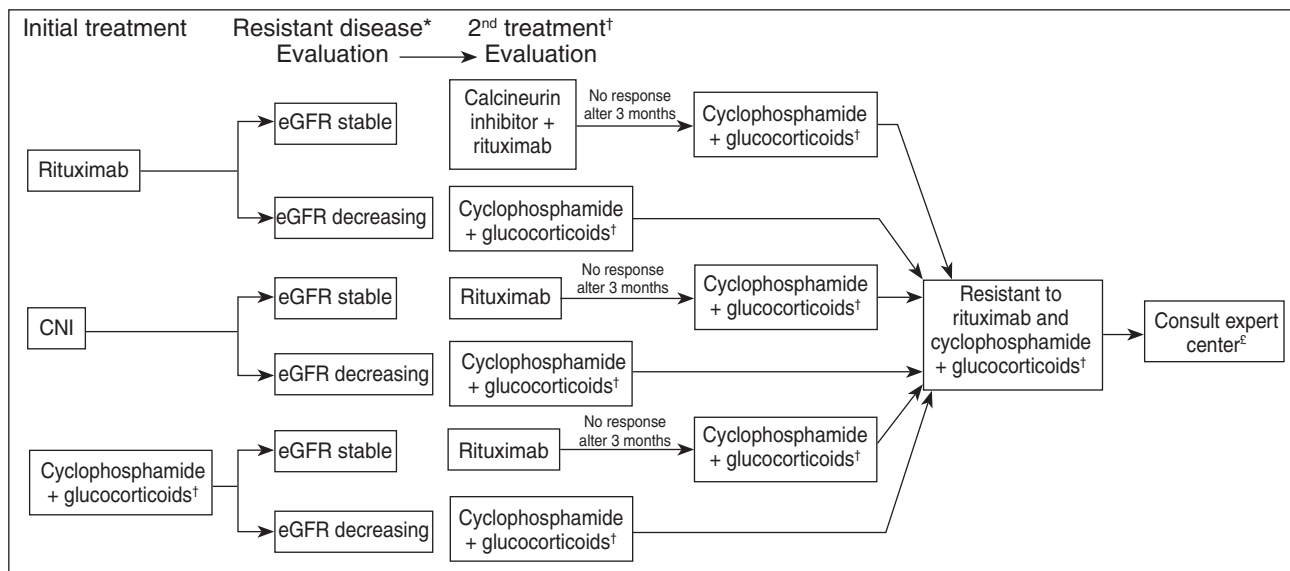 Initial treatment
Resistant disease*
Evaluation
2nd treatment†
Evaluation
Rituximab
eGFR stable
Calcineurin
inhibitor +
rituximab
No response
alter 3 months
Cyclophosphamide
+ glucocorticoids†
eGFR decreasing
Cyclophosphamide
+ glucocorticoids†
CNI
eGFR stable
Rituximab
No response
alter 3 months
Cyclophosphamide
+ glucocorticoids†
eGFR decreasing
Cyclophosphamide
+ glucocorticoids†
Cyclophosphamide
+ glucocorticoids†
eGFR stable
Rituximab
No response
alter 3 months
Cyclophosphamide
+ glucocorticoids†
eGFR decreasing
Cyclophosphamide
+ glucocorticoids†
Resistant to
rituximab and
cyclophosphamide
+ glucocorticoids†
Consult expert
center£